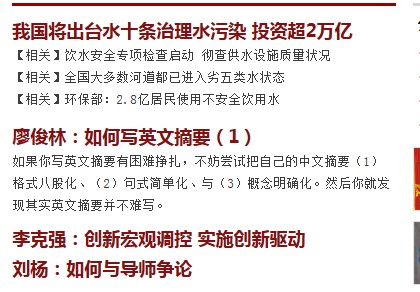 我国将出台水十条治理水污染 投资超2万亿
【相关】饮水安全专项检查启动 彻查供水设施质量状况
【相关】全国大多数河道都已进入劣五类水状态
【相关】环保部：2.8亿居民使用不安全饮用水
廖俊林：如何写英文摘要（1）
如果你写英文摘要有困难挣扎，不妨尝试把自己的中文摘要（1）
格式八股化、（2）句式简单化、与（3）概念明确化。然后你就发
现其实英文摘要并不难写。
李克强：创新宏观调控 实施创新驱动
刘杨：如何与导师争论